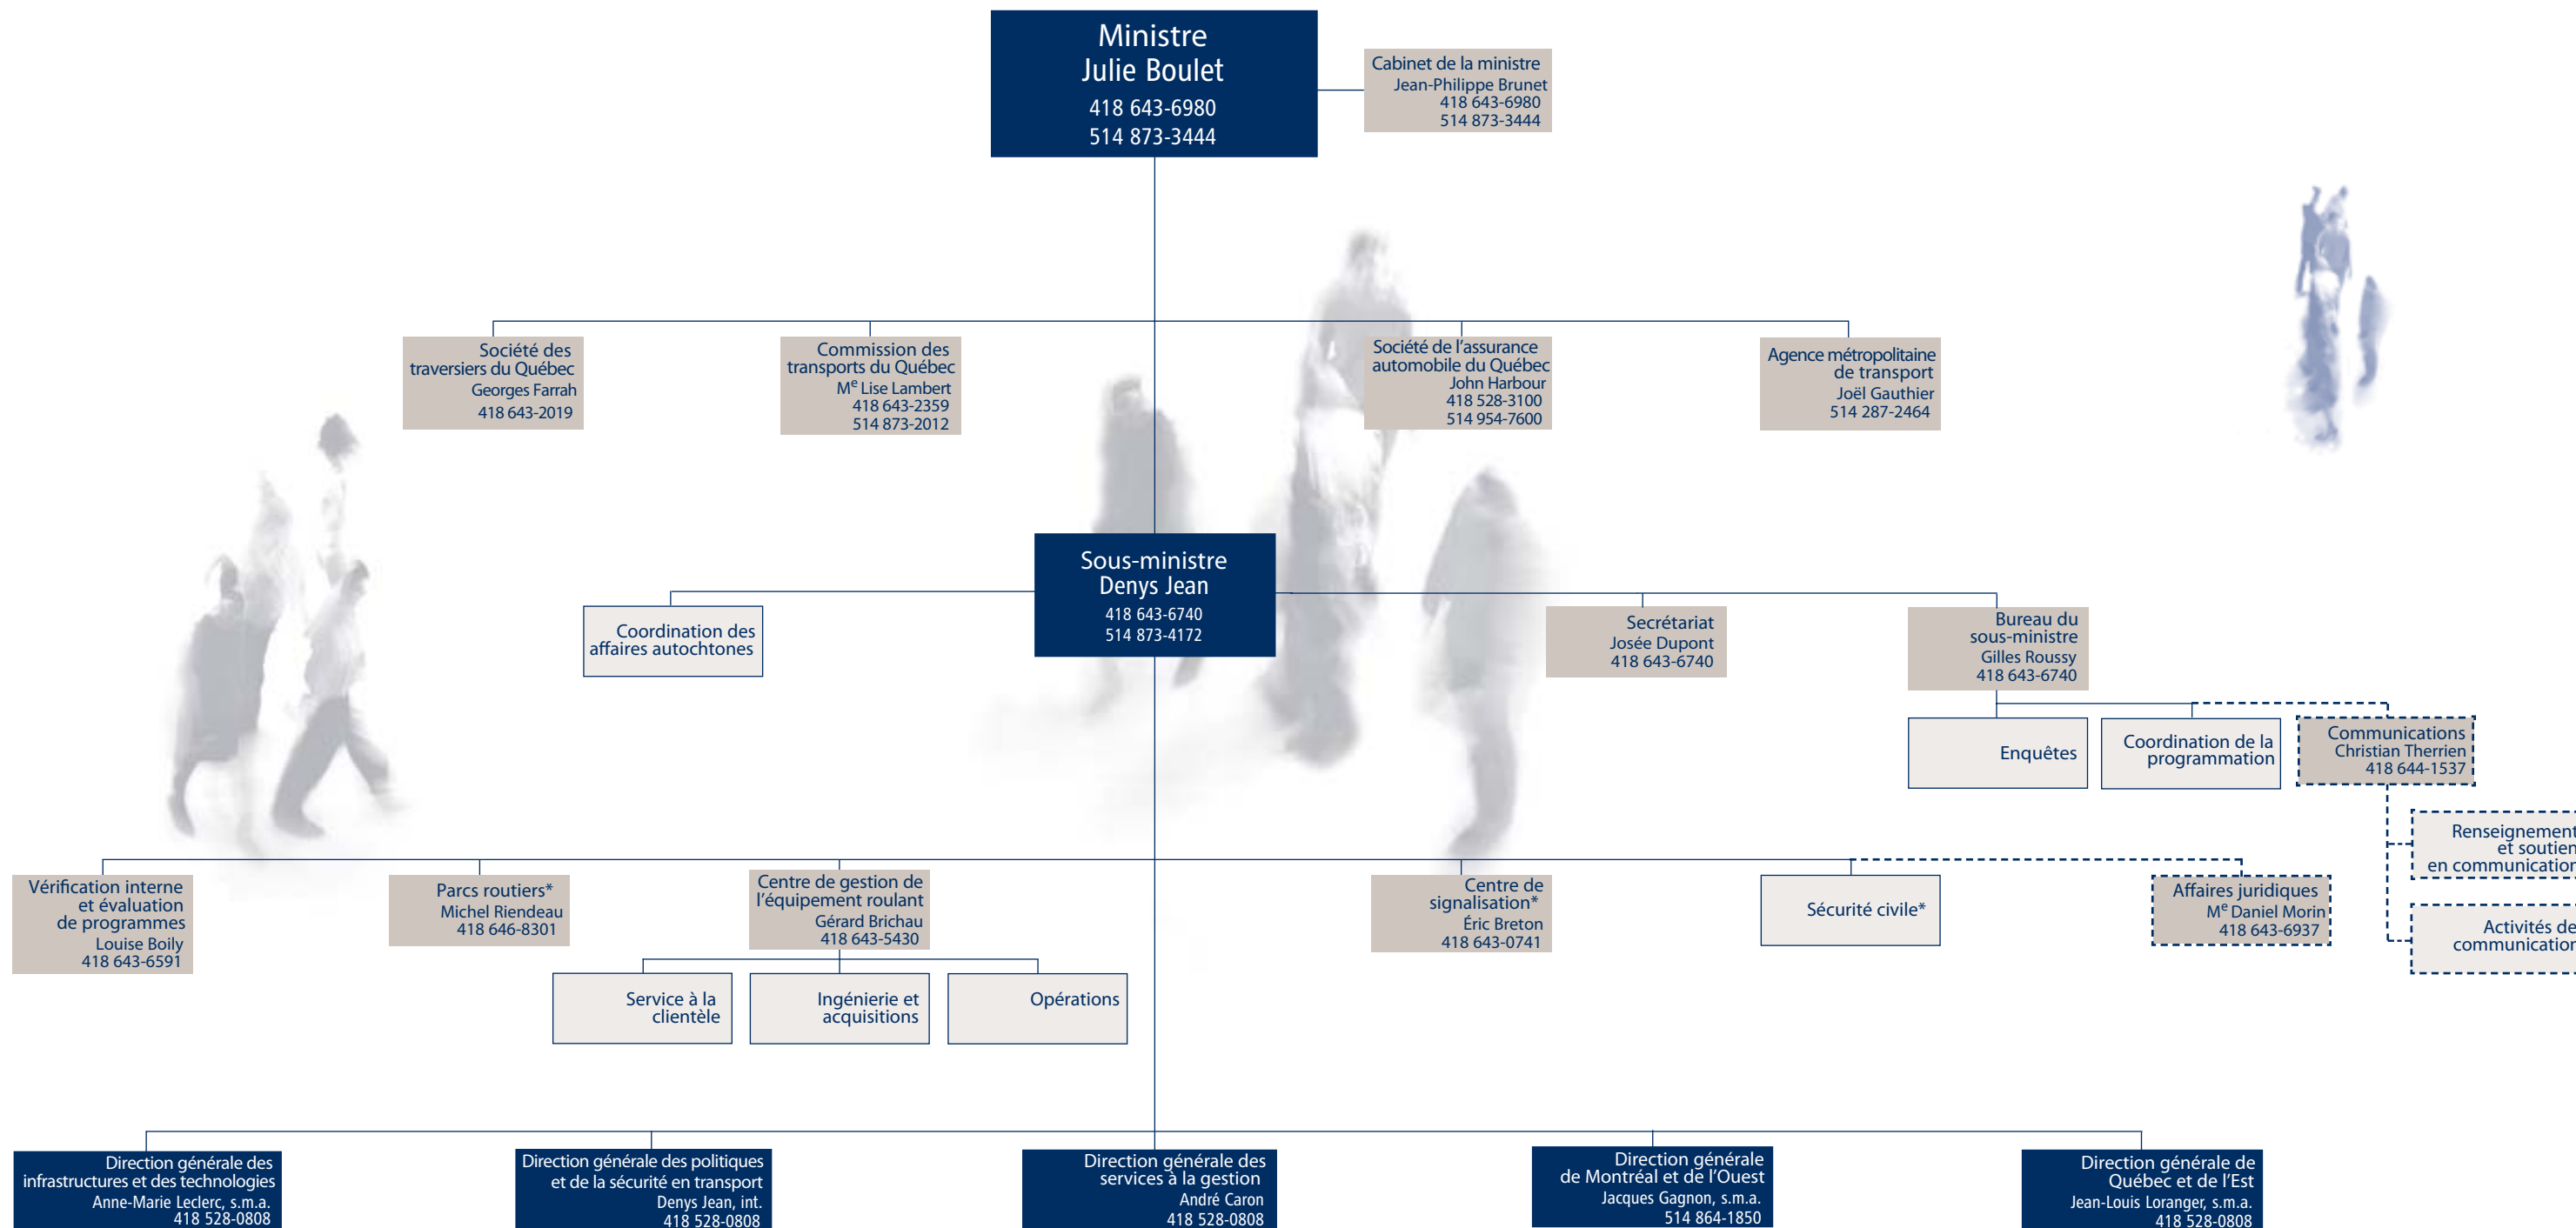 Ministre
Julie Boulet
418 643-6980
514 873-3444
Cabinet de la ministre
Jean-Philippe Brunet
418 643-6980
514 873-3444
Société des
traversiers du Québec
Georges Farrah
418 643-2019
Commission des
transports du Québec
Me Lise Lambert
418 643-2359
514 873-2012
Société de l'assurance
automobile du Québec
John Harbour
418 528-3100
514 954-7600
Agence métropolitaine
de transport
Joël Gauthier
514 287-2464
Sous-ministre
Denys Jean
418 643-6740
514 873-4172
Coordination des
affaires autochtones
Secrétariat
Josée Dupont
418 643-6740
Bureau du
sous-ministre
Gilles Roussy
418 643-6740
Enquêtes
Coordination de la
programmation
Communications
Christian Therrien
418 644-1537
Renseignement
et soutien
en communication
Activités de
communication
Vérification interne
et évaluation
de programmes
Louise Boily
418 643-6591
Parcs routiers*
Michel Riendeau
418 646-8301
Centre de gestion de
l'équipement roulant
Gérard Brichau
418 643-5430
Centre de
signalisation*
Éric Breton
418 643-0741
Sécurité civile*
Affaires juridiques
Me Daniel Morin
418 643-6937
Service à la
clientèle
Ingénierie et
acquisitions
Opérations
Direction générale des
infrastructures et des technologies
Anne-Marie Leclerc, s.m.a.
418 528-0808
Direction générale des politiques
et de la sécurité en transport
Denys Jean, int.
418 528-0808
Direction générale des
services à la gestion
André Caron
418 528-0808
Direction générale
de Montréal et de l'Ouest
Jacques Gagnon, s.m.a.
514 864-1850
Direction générale de
Québec et de l'Est
Jean-Louis Loranger, s.m.a.
418 528-0808